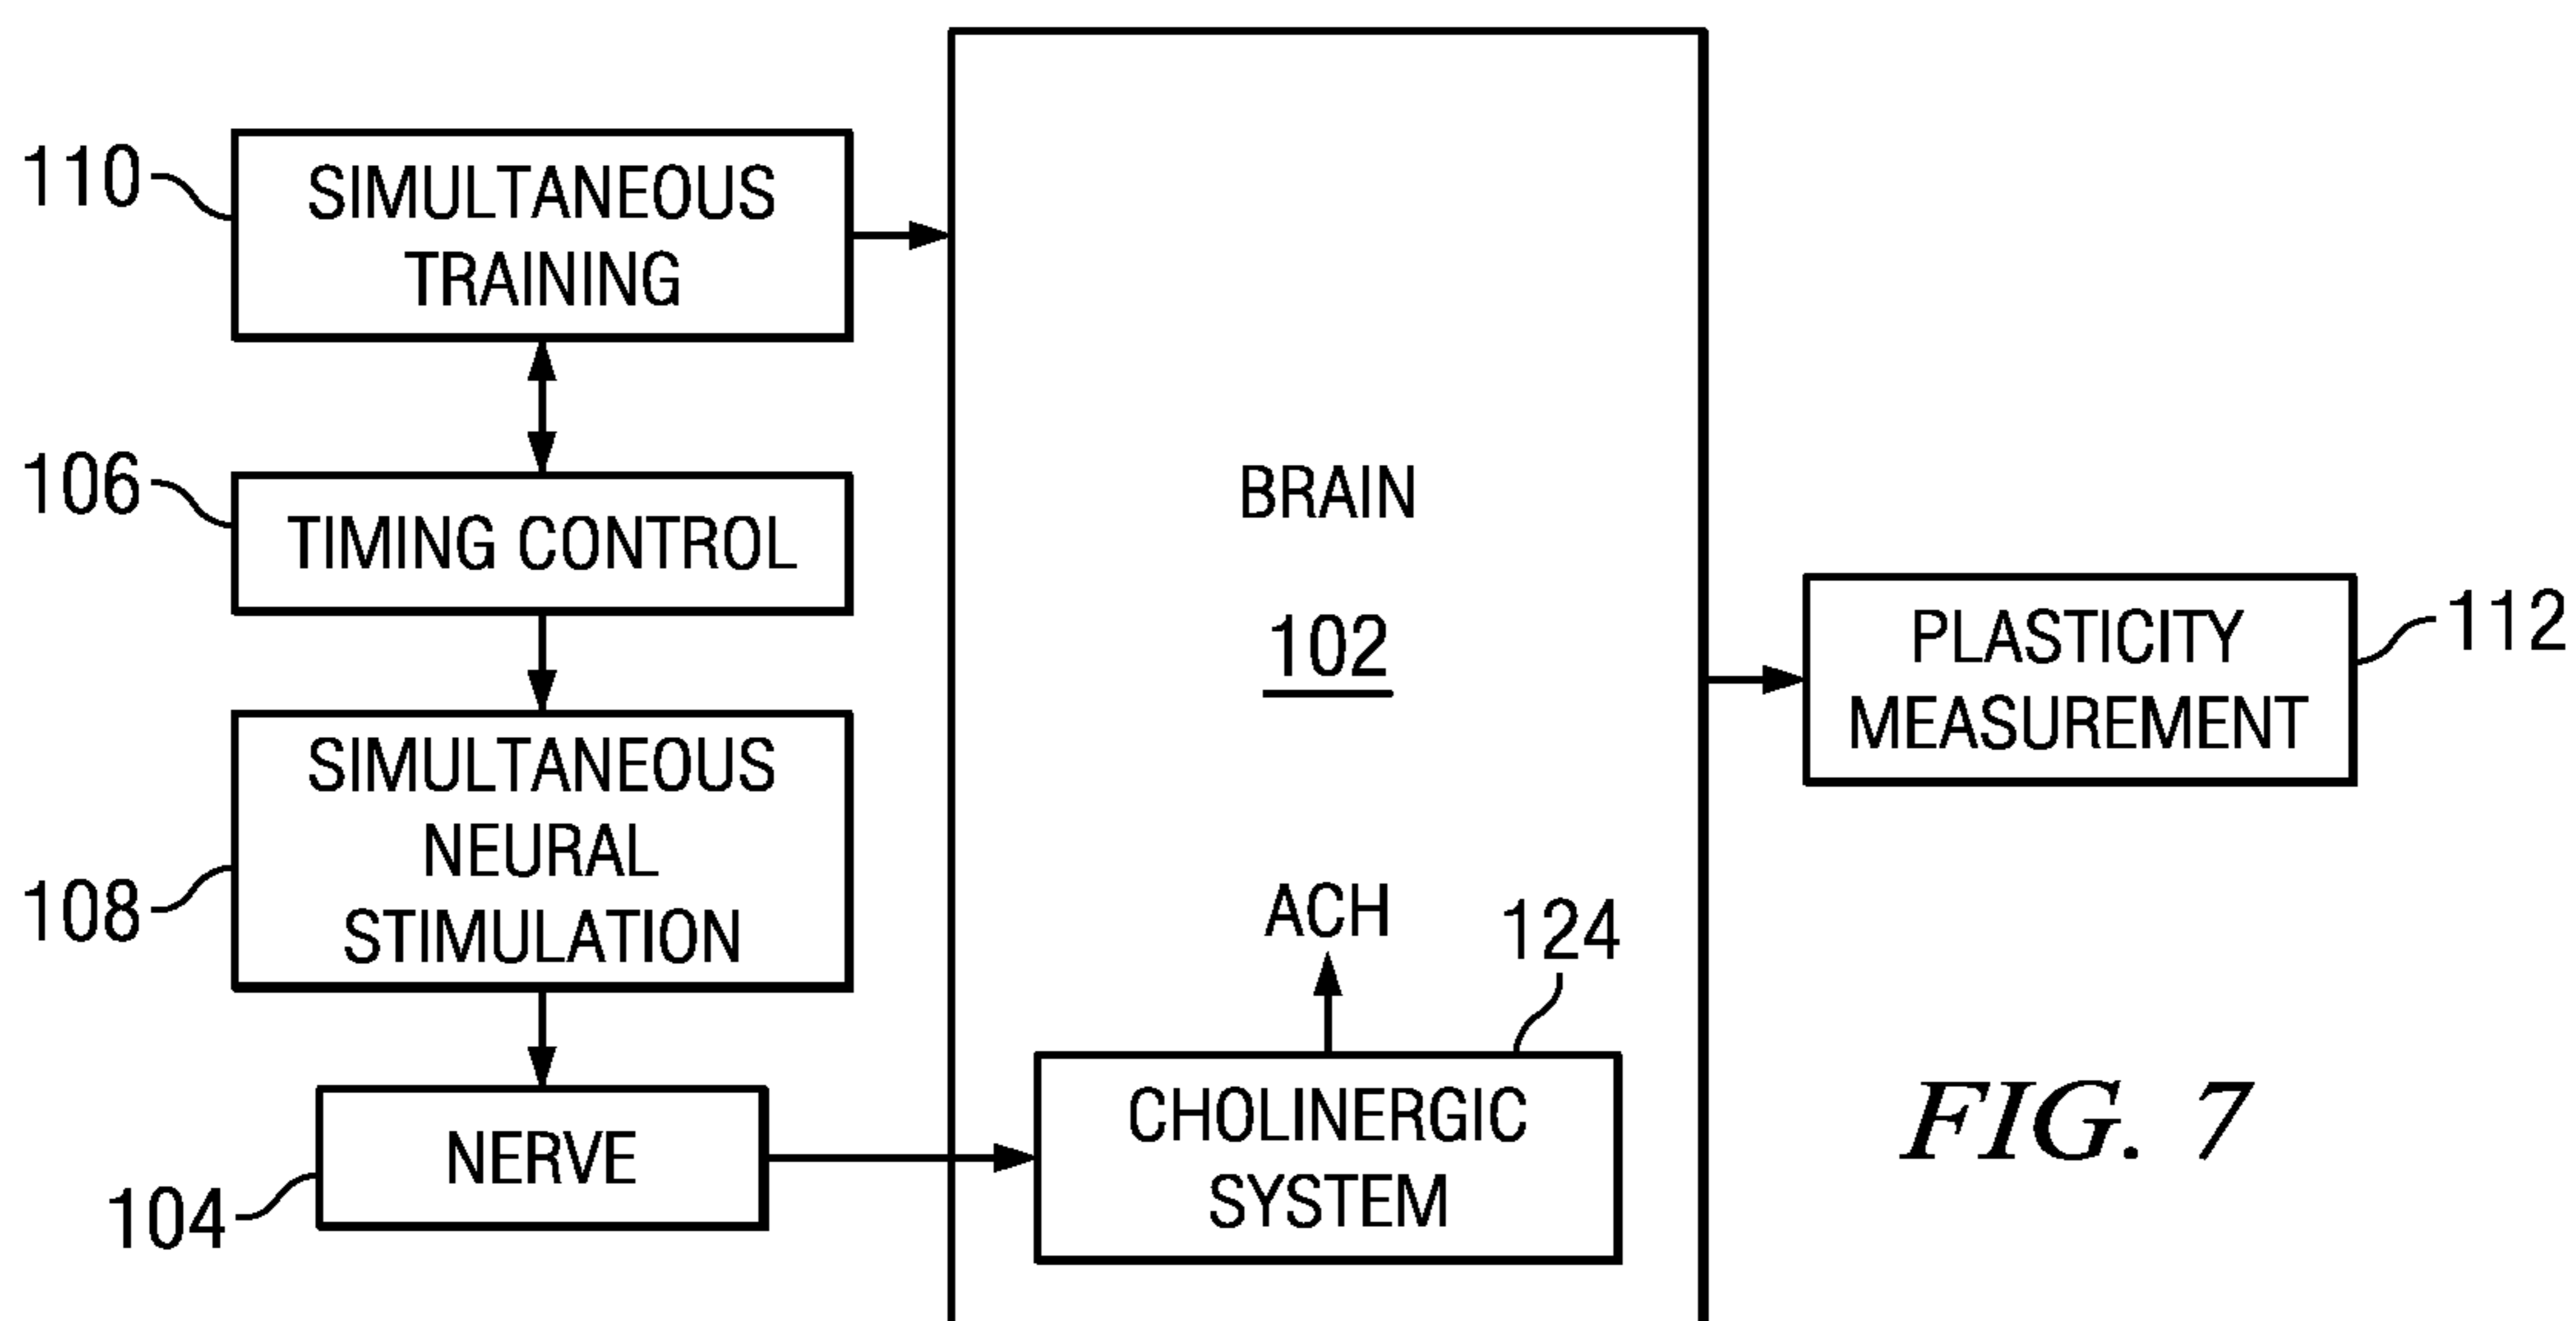 110
SIMULTANEOUS
TRAINING
106
TIMING CONTROL
108
SIMULTANEOUS
NEURAL
STIMULATION
104
NERVE
BRAIN
102
ACH
124
CHOLINERGIC
SYSTEM
PLASTICITY
MEASUREMENT
112
FIG. 7